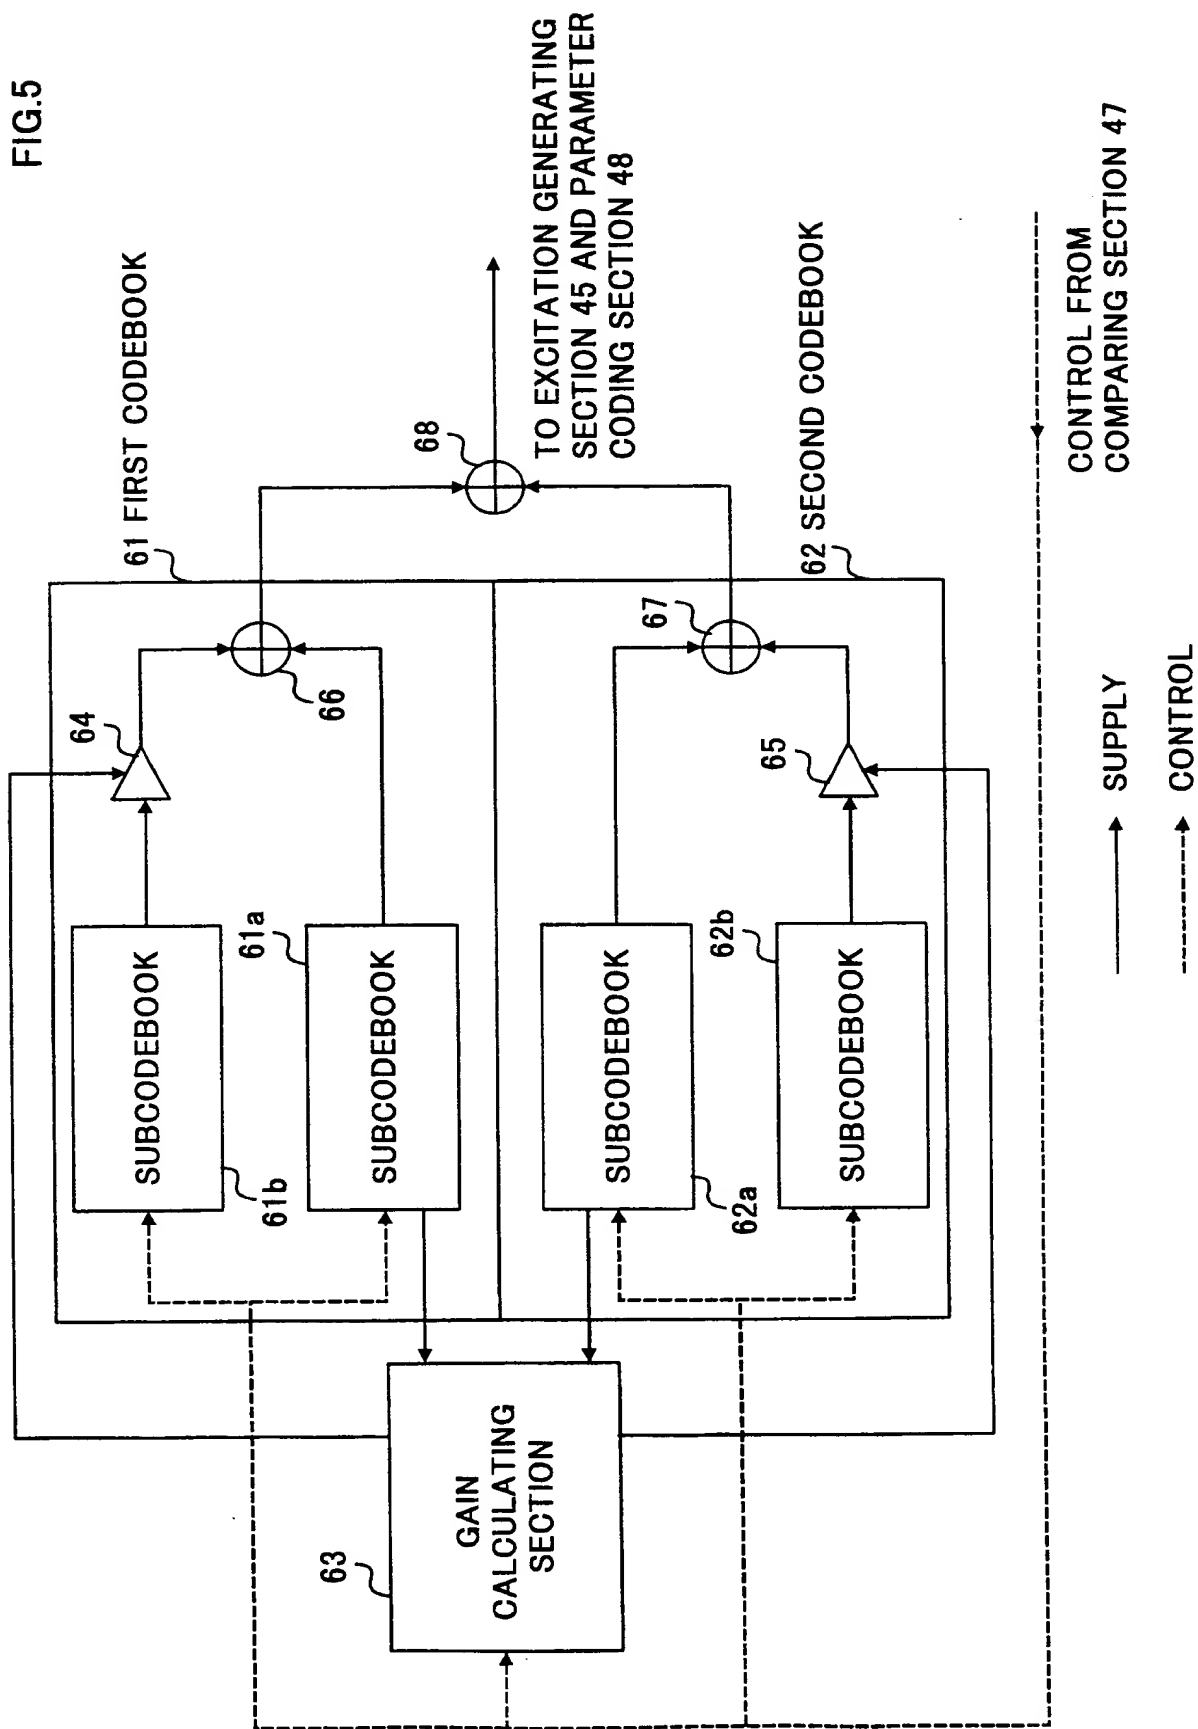 FIG.5
61 FIRST CODEBOOK
64
SUBCODEBOOK
61b
66
61a
SUBCODEBOOK
68
TO EXCITATION GENERATING
SECTION 45 AND PARAMETER
CODING SECTION 48
63
GAIN
CALCULATING
SECTION
SUBCODEBOOK
62a
67
62b
SUBCODEBOOK
65
62 SECOND CODEBOOK
CONTROL FROM
COMPARING SECTION 47
SUPPLY
CONTROL